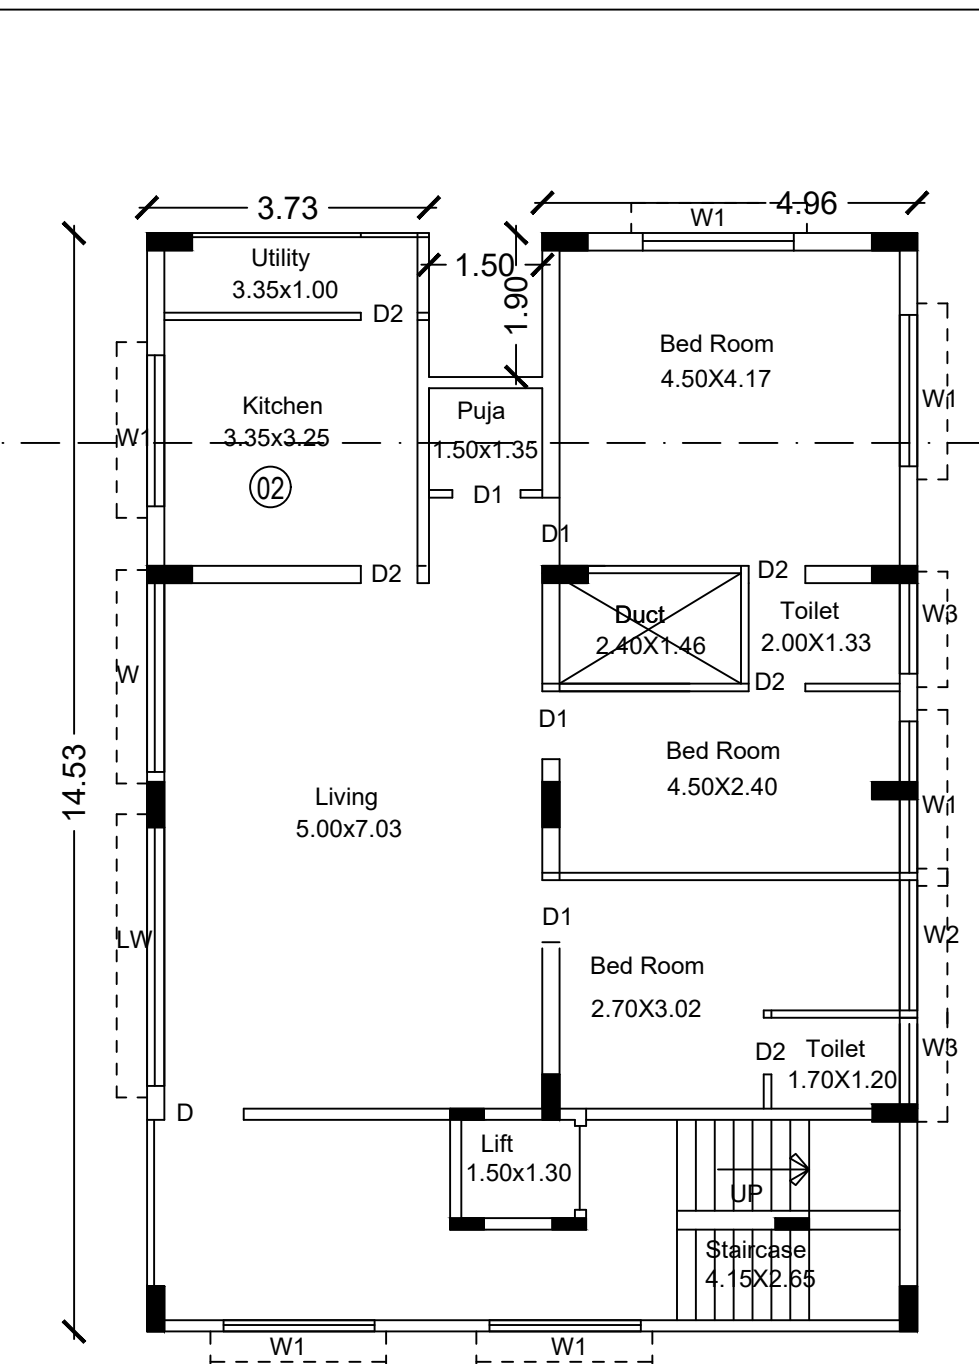 3.73
4.96
W1
Utility
3.35x1.00
1.50
1.90
D2
Bed Room
4.50X4.17
W1
Kitchen
3.35x3.25
W1
02
Puja
1.50x1.35
D1
D1
D2
D2
Duct
2.40X1.46
Toilet
2.00X1.33
W3
W
D2
D1
Bed Room
4.50X2.40
14.53
Living
5.00x7.03
W1
D1
LW
W2
Bed Room
2.70X3.02
D2
Toilet
1.70X1.20
W3
D
Lift
1.50x1.30
UP
Staircase
4.15X2.65
W1
W1